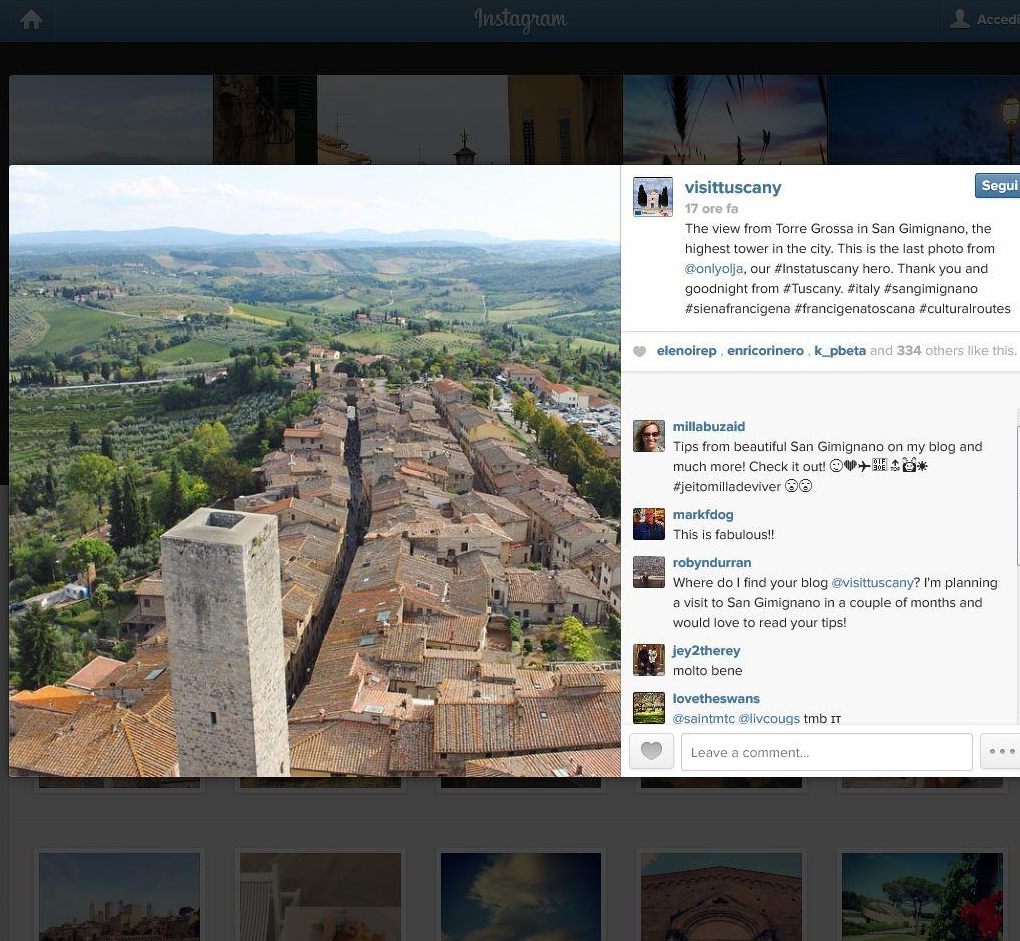 Instagram
Accedi
visittuscany
Segui
17 ore fa
The view from Torre Grossa in San Gimignano, the
highest tower in the city. This is the last photo from
@onlyolja, our #Instatuscany hero. Thank you and
goodnight from #Tuscany. #italy #sangimignano
#sienafrancigena #francigenatoscana #culturalroutes
elenoirep , enricorinero , k_pbeta and 334 others like this.
millabuzaid
Tips from beautiful San Gimignano on my blog and
much more! Check it out!
#jeitomilladeviver
markfdog
This is fabulous!!
robyndurran
Where do I find your blog @visittuscany? I'm planning
a visit to San Gimignano in a couple of months and
would love to read your tips!
jey2therey
molto bene
lovetheswans
@saintmtc @livcougs tmb IT
Leave a comment...